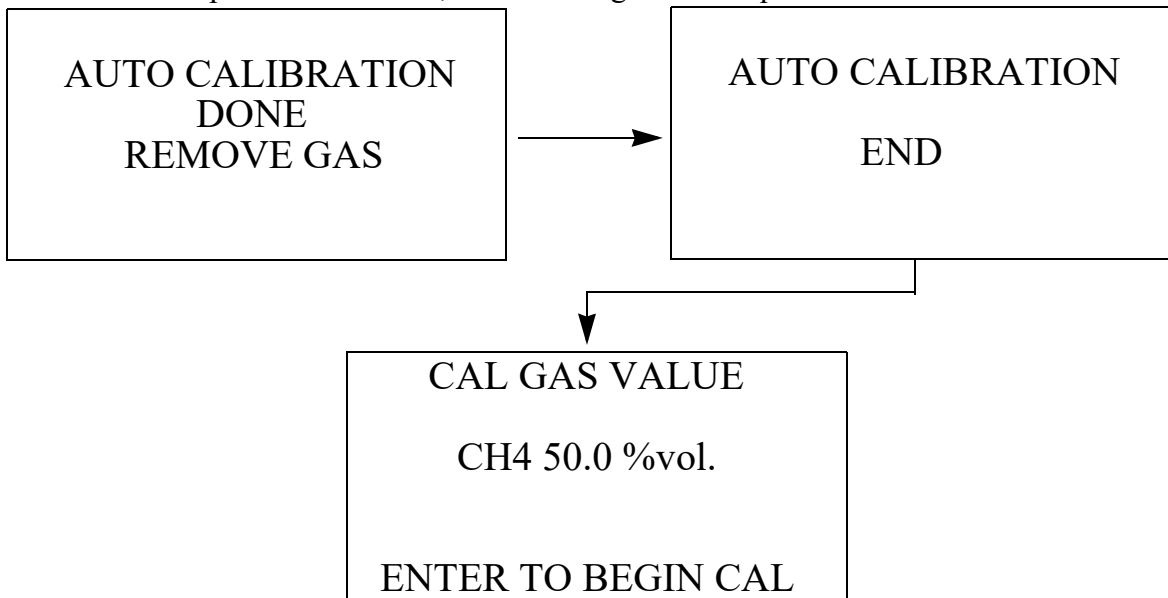 AUTO CALIBRATION
DONE
REMOVE GAS
AUTO CALIBRATION
END
CAL GAS VALUE
CH4 50.0 %vol.
ENTER TO BEGIN CAL